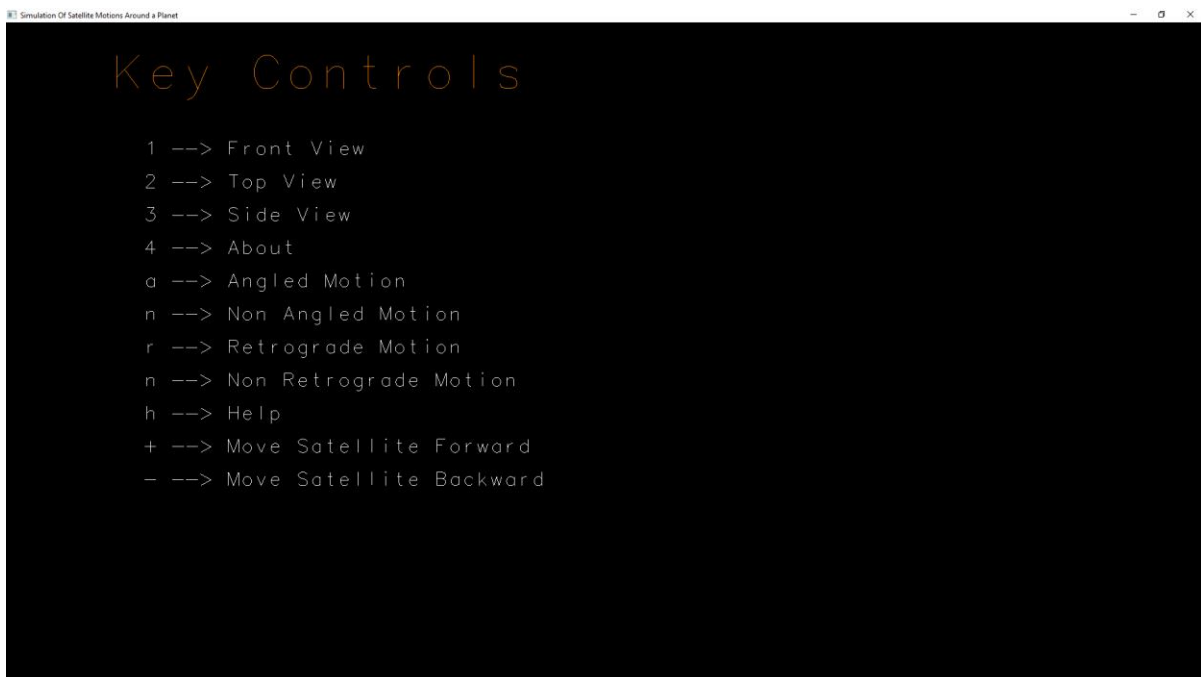 Simulation Of Satellite Motions Around a Planet
Key Controls
1 --> Front View
2 --> Top View
3 --> Side View
4 --> About
a --> Angled Motion
n --> Non Angled Motion
r --> Retrograde Motion
n --> Non Retrograde Motion
h --> Help
+ --> Move Satellite Forward
- --> Move Satellite Backward